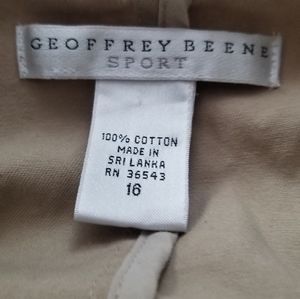 GEOFFREY BEENE
SPORT
100% COTTON
MADE IN
SRI LANKA
RN 36543
16